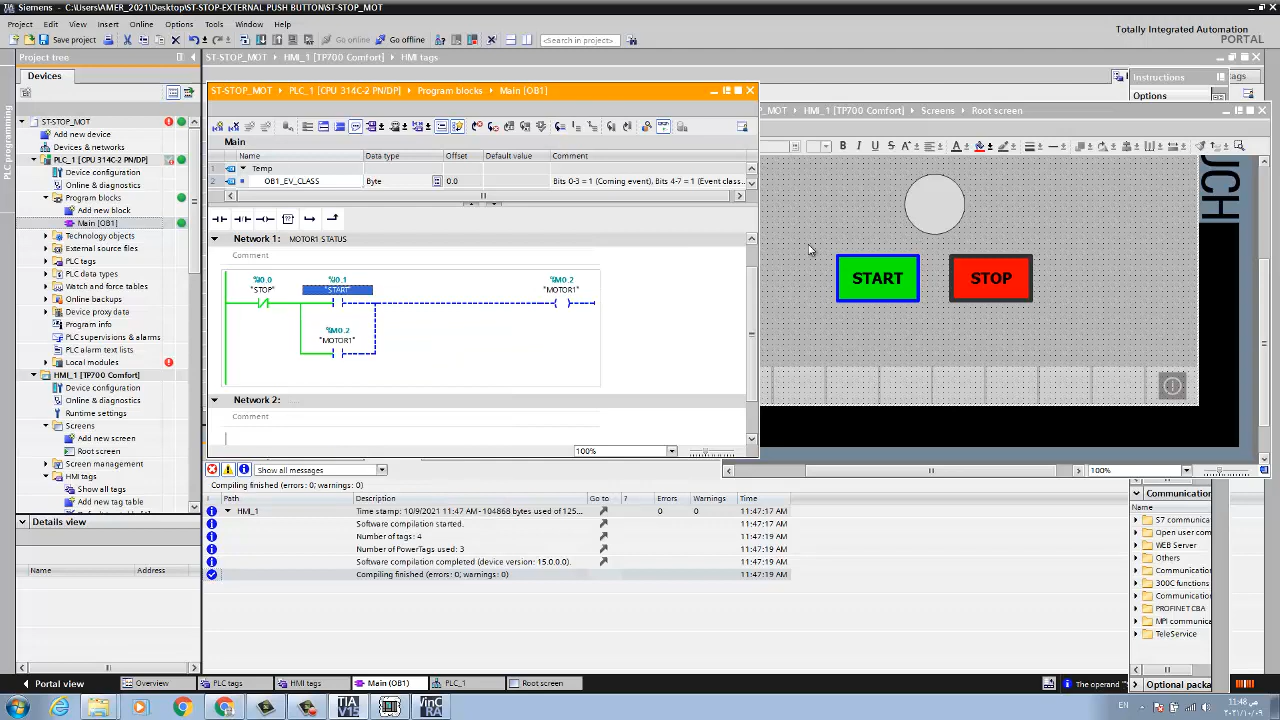 Siemens - C:\Users\AMER_2021\Desktop\ST-STOP-EXTERNAL PUSH BUTTON\ST-STOP_MOT
Project Edit View Insert Online Options Tools Window Help
Totally Integrated Automation
PORTAL
Save project Go online Go offline <Search in project>
Project tree
Devices
ST-STOP_MOT
Add new device
Devices & networks
PLC_1 [CPU 314C-2 PN/DP]
Device configuration
Online & diagnostics
Program blocks
Add new block
Main [OB1]
Technology objects
External source files
PLC tags
PLC data types
Watch and force tables
Online backups
Device proxy data
Program info
PLC supervisions & alarms
PLC alarm text lists
Local modules
HMI_1 [TP700 Comfort]
Device configuration
Online & diagnostics
Runtime settings
Screens
Add new screen
Root screen
Screen management
HMI tags
Show all tags
Add new tag table
Details view
Name Address
PLC programming
ST-STOP_MOT HMI_1 [TP700 Comfort] HMI tags
ST-STOP_MOT PLC_1 [CPU 314C-2 PN/DP] Program blocks Main [OB1]
Main
Name Data type Offset Default value Comment
1 Temp
2 OB1_EV_CLASS Byte 0.0 Bits 0-3 = 1 (Coming event), Bits 4-7 = 1 (Event class...
Network 1: MOTOR1 STATUS
Comment
%I0.0 %I0.1 %M0.2
"STOP" "START" "MOTOR1"
%M0.2
"MOTOR1"
Network 2:
Comment
100%
HMI_1 [TP700 Comfort] Screens Root screen
START STOP
UCH
100%
Instructions
Options
Communication
Name
S7 communica
Open user com
WEB Server
Others
Communication
300C functions
Communication
PROFINET CBA
MPI communica
TeleService
Optional packa
Show all messages
Compiling finished (errors: 0; warnings: 0)
Path Description Go to ? Errors Warnings Time
HMI_1 Time stamp: 10/9/2021 11:47 AM - 104868 bytes used of 125... 0 0 11:47:17 AM
Software compilation started. 11:47:19 AM
Number of tags: 4 11:47:19 AM
Number of PowerTags used: 3 11:47:19 AM
Software compilation completed (device version: 15.0.0.0). 11:47:19 AM
Compiling finished (errors: 0; warnings: 0) 11:47:19 AM
Portal view Overview PLC tags HMI tags Main (OB1) PLC_1 Root screen The operand "
EN
11:48 ص